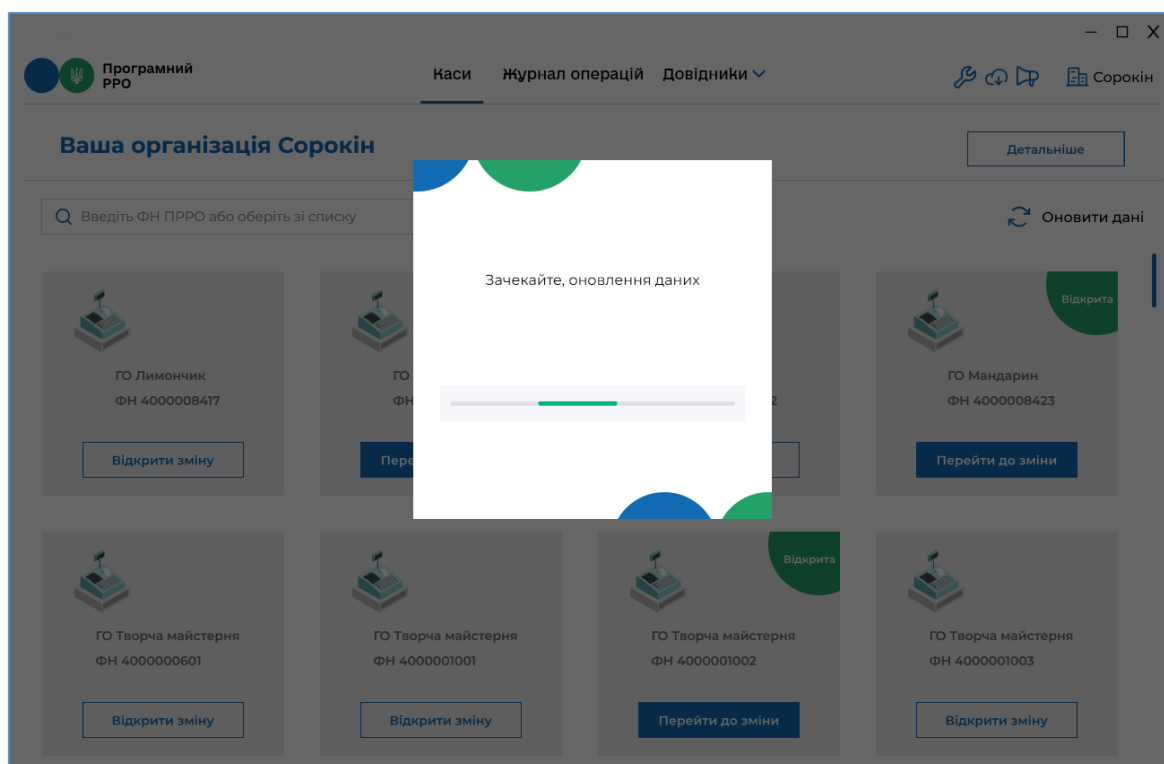 Програмний
РРО
Каси
Журнал операцій
Довідники
Сорокін
Ваша організація Сорокін
Детальніше
Введіть ФН ПРРО або оберіть зі списку
Оновити дані
Зачекайте, оновлення даних
Відкрита
ГО Лимончик
ФН 4000008417
Відкрити зміну
ГО
ФН
2
ГО Мандарин
ФН 4000008423
Перейти до зміни
Відкрита
ГО Творча майстерня
ФН 4000000601
Відкрити зміну
ГО Творча майстерня
ФН 4000001001
Відкрити зміну
ГО Творча майстерня
ФН 4000001002
Перейти до зміни
ГО Творча майстерня
ФН 4000001003
Відкрити зміну